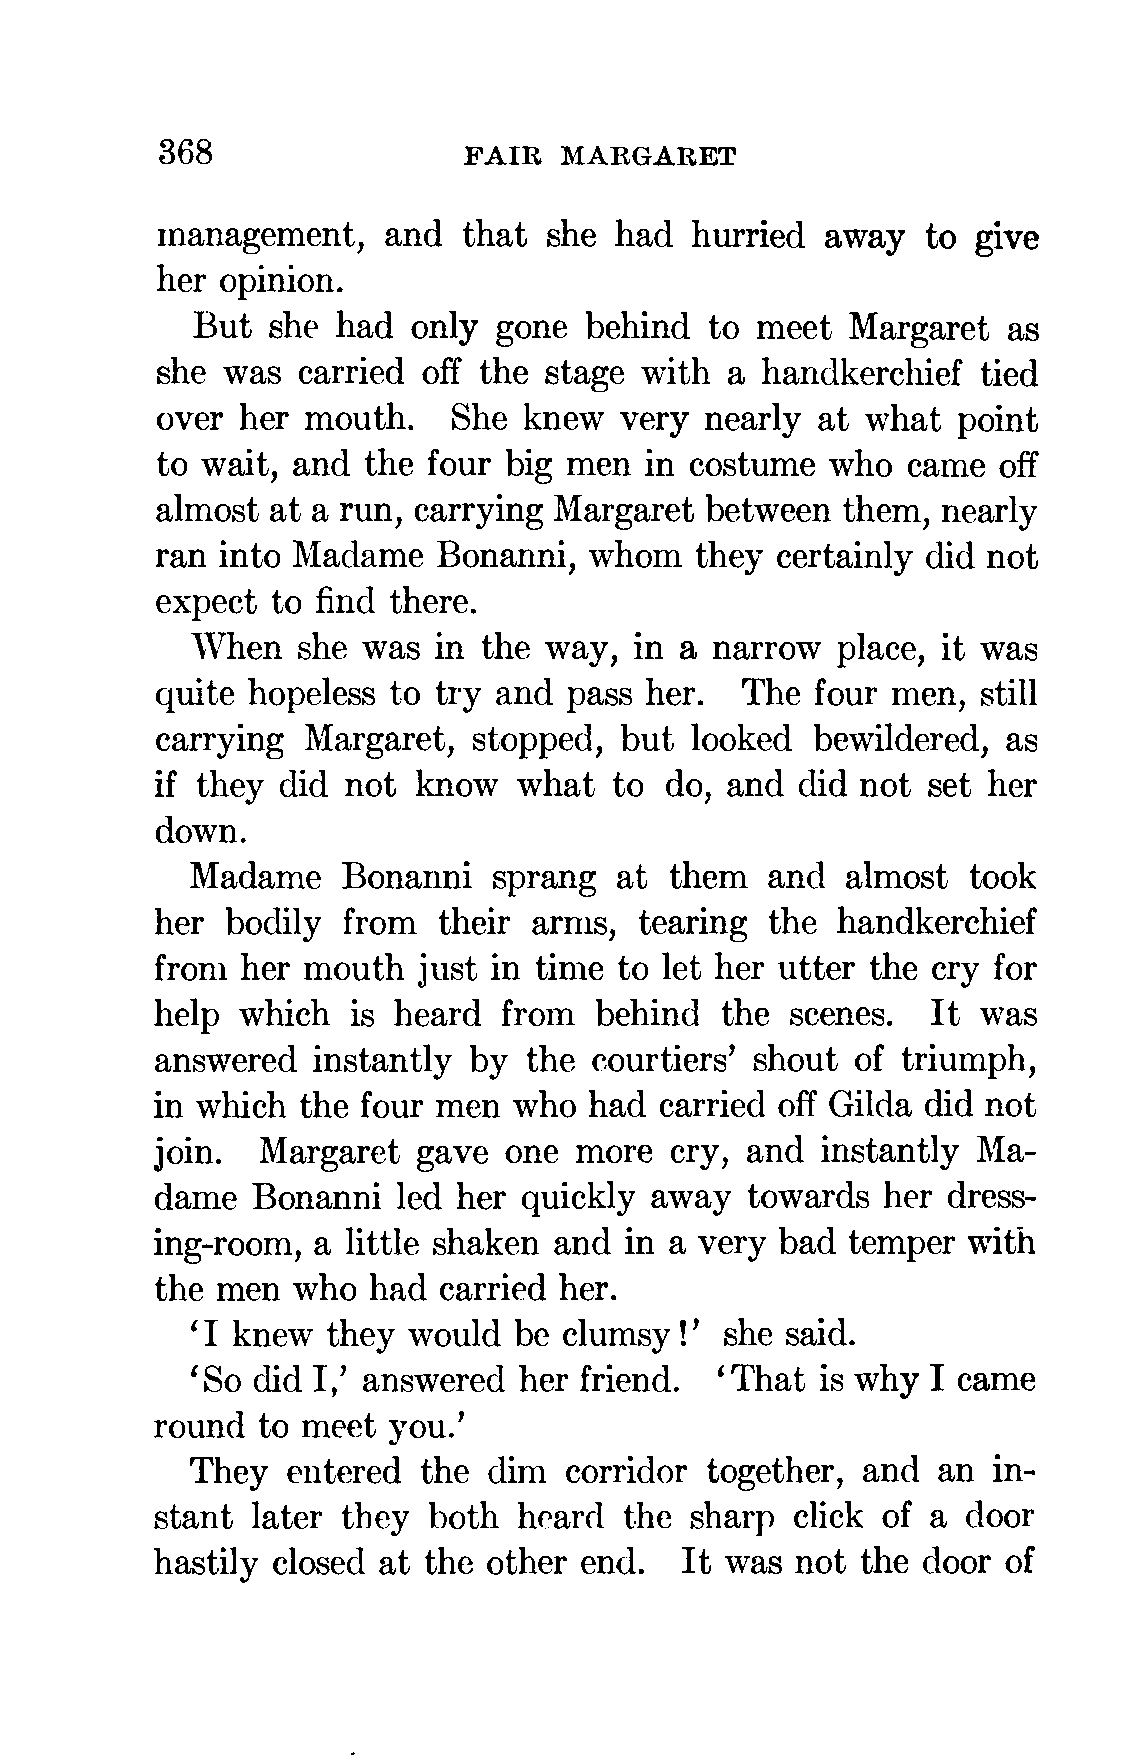 368 FAIR MARGARET
management, and that she had hurried away to give
her opinion.
But she had only gone behind to meet Margaret as
she was carried off the stage with a handkerchief tied
over her mouth. She knew very nearly at what point
to wait, and the four big men in costume who came off
almost at a run, carrying Margaret between them, nearly
ran into Madame Bonanni, whom they certainly did not
expect to find there.
When she was in the way, in a narrow place, it was
quite hopeless to try and pass her. The four men, still
carrying Margaret, stopped, but looked bewildered, as
if they did not know what to do, and did not set her
down.
Madame Bonanni sprang at them and almost took
her bodily from their arms, tearing the handkerchief
from her mouth just in time to let her utter the cry for
help which is heard from behind the scenes. It was
answered instantly by the courtiers' shout of triumph,
in which the four men who had carried off Gilda did not
join. Margaret gave one more cry, and instantly Ma-
dame Bonanni led her quickly away towards her dress-
ing-room, a little shaken and in a very bad temper with
the men who had carried her.
'I knew they would be clumsy!' she said.
'So did I,' answered her friend. 'That is why I came
round to meet you.'
They entered the dim corridor together, and an in-
stant later they both heard the sharp click of a door
hastily closed at the other end. It was not the door of